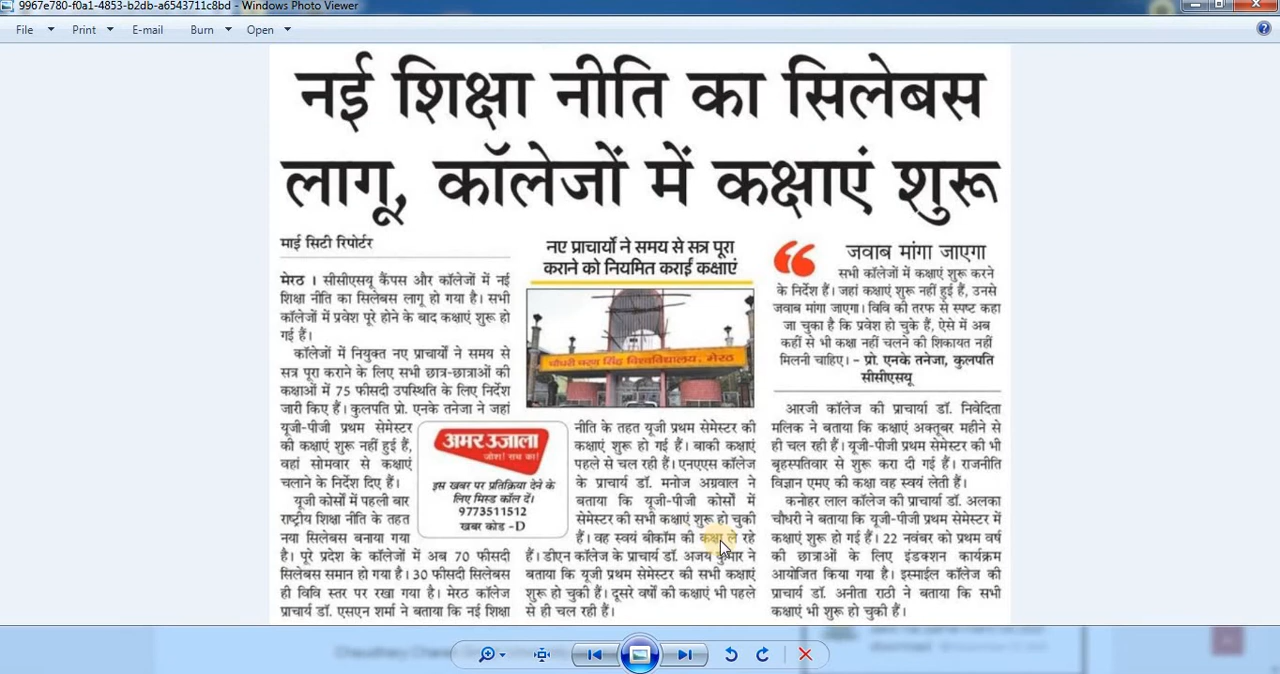 9967e780-f0a1-4853-b2db-a6543711c8bd - Windows Photo Viewer
File Print E-mail Burn Open
नई शिक्षा नीति का सिलेबस
लागू, कॉलेजों में कक्षाएं शुरू
माई सिटी रिपोर्टर
मेरठ। सीसीएसयू कैंपस और कॉलेजों में नई
शिक्षा नीति का सिलेबस लागू हो गया है। सभी
कॉलेजों में प्रवेश पूरे होने के बाद कक्षाएं शुरू हो
गई हैं।
कॉलेजों में नियुक्त नए प्राचार्यों ने समय से
सत्र पूरा कराने के लिए सभी छात्र-छात्राओं की
कक्षाओं में 75 फीसदी उपस्थिति के लिए निर्देश
जारी किए हैं। कुलपति प्रो. एनके तनेजा ने जहां
यूजी-पीजी प्रथम सेमेस्टर
की कक्षाएं शुरू नहीं हुई हैं,
वहां सोमवार से कक्षाएं
चलाने के निर्देश दिए हैं।
यूजी कोर्सों में पहली बार
राष्ट्रीय शिक्षा नीति के तहत
नया सिलेबस बनाया गया
है। पूरे प्रदेश के कॉलेजों में अब 70 फीसदी
सिलेबस समान हो गया है। 30 फीसदी सिलेबस
ही विवि स्तर पर रखा गया है। मेरठ कॉलेज
प्राचार्य डॉ. एसएन शर्मा ने बताया कि नई शिक्षा
नए प्राचार्यों ने समय से सत्र पूरा
कराने को नियमित कराईं कक्षाएं
चौधरी चरण सिंह विश्वविद्यालय, मेरठ
अमर उजाला
जोश! सच का!
इस खबर पर प्रतिक्रिया देने के
लिए मिस्ड कॉल दें।
9773511512
खबर कोड -D
नीति के तहत यूजी प्रथम सेमेस्टर की
कक्षाएं शुरू हो गई हैं। बाकी कक्षाएं
पहले से चल रही हैं। एनएएस कॉलेज
के प्राचार्य डॉ. मनोज अग्रवाल ने
बताया कि यूजी-पीजी कोर्सों में
सेमेस्टर की सभी कक्षाएं शुरू हो चुकी
हैं। वह स्वयं बीकॉम की कक्षा ले रहे
हैं। डीएन कॉलेज के प्राचार्य डॉ. अजय कुमार ने
बताया कि यूजी प्रथम सेमेस्टर की सभी कक्षाएं
शुरू हो चुकी हैं। दूसरे वर्षों की कक्षाएं भी पहले
से ही चल रही हैं।
जवाब मांगा जाएगा
सभी कॉलेजों में कक्षाएं शुरू करने
के निर्देश हैं। जहां कक्षाएं शुरू नहीं हुई हैं, उनसे
जवाब मांगा जाएगा। विवि की तरफ से स्पष्ट कहा
जा चुका है कि प्रवेश हो चुके हैं, ऐसे में अब
कहीं से भी कक्षा नहीं चलने की शिकायत नहीं
मिलनी चाहिए। - प्रो. एनके तनेजा, कुलपति
सीसीएसयू
आरजी कॉलेज की प्राचार्या डॉ. निवेदिता
मलिक ने बताया कि कक्षाएं अक्तूबर महीने से
ही चल रही हैं। यूजी-पीजी प्रथम सेमेस्टर की भी
बृहस्पतिवार से शुरू करा दी गई हैं। राजनीति
विज्ञान एमए की कक्षा वह स्वयं लेती हैं।
कनोहर लाल कॉलेज की प्राचार्या डॉ. अलका
चौधरी ने बताया कि यूजी-पीजी प्रथम सेमेस्टर में
कक्षाएं शुरू हो गई हैं। 22 नवंबर को प्रथम वर्ष
की छात्राओं के लिए इंडक्शन कार्यक्रम
आयोजित किया गया है। इस्माईल कॉलेज की
प्राचार्या डॉ. अनीता राठी ने बताया कि सभी
कक्षाएं भी शुरू हो चुकी हैं।